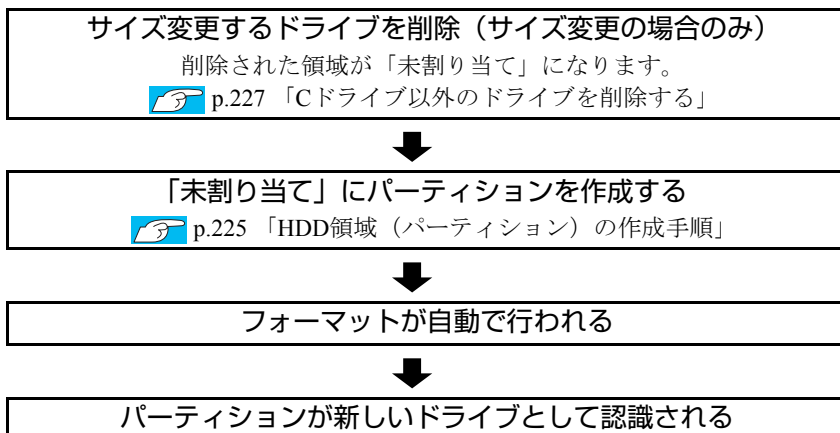 サイズ変更するドライブを削除（サイズ変更の場合のみ）
削除された領域が「未割り当て」になります。
p.227 「Cドライブ以外のドライブを削除する」
「未割り当て」にパーティションを作成する
p.225 「HDD領域（パーティション）の作成手順」
フォーマットが自動で行われる
パーティションが新しいドライブとして認識される